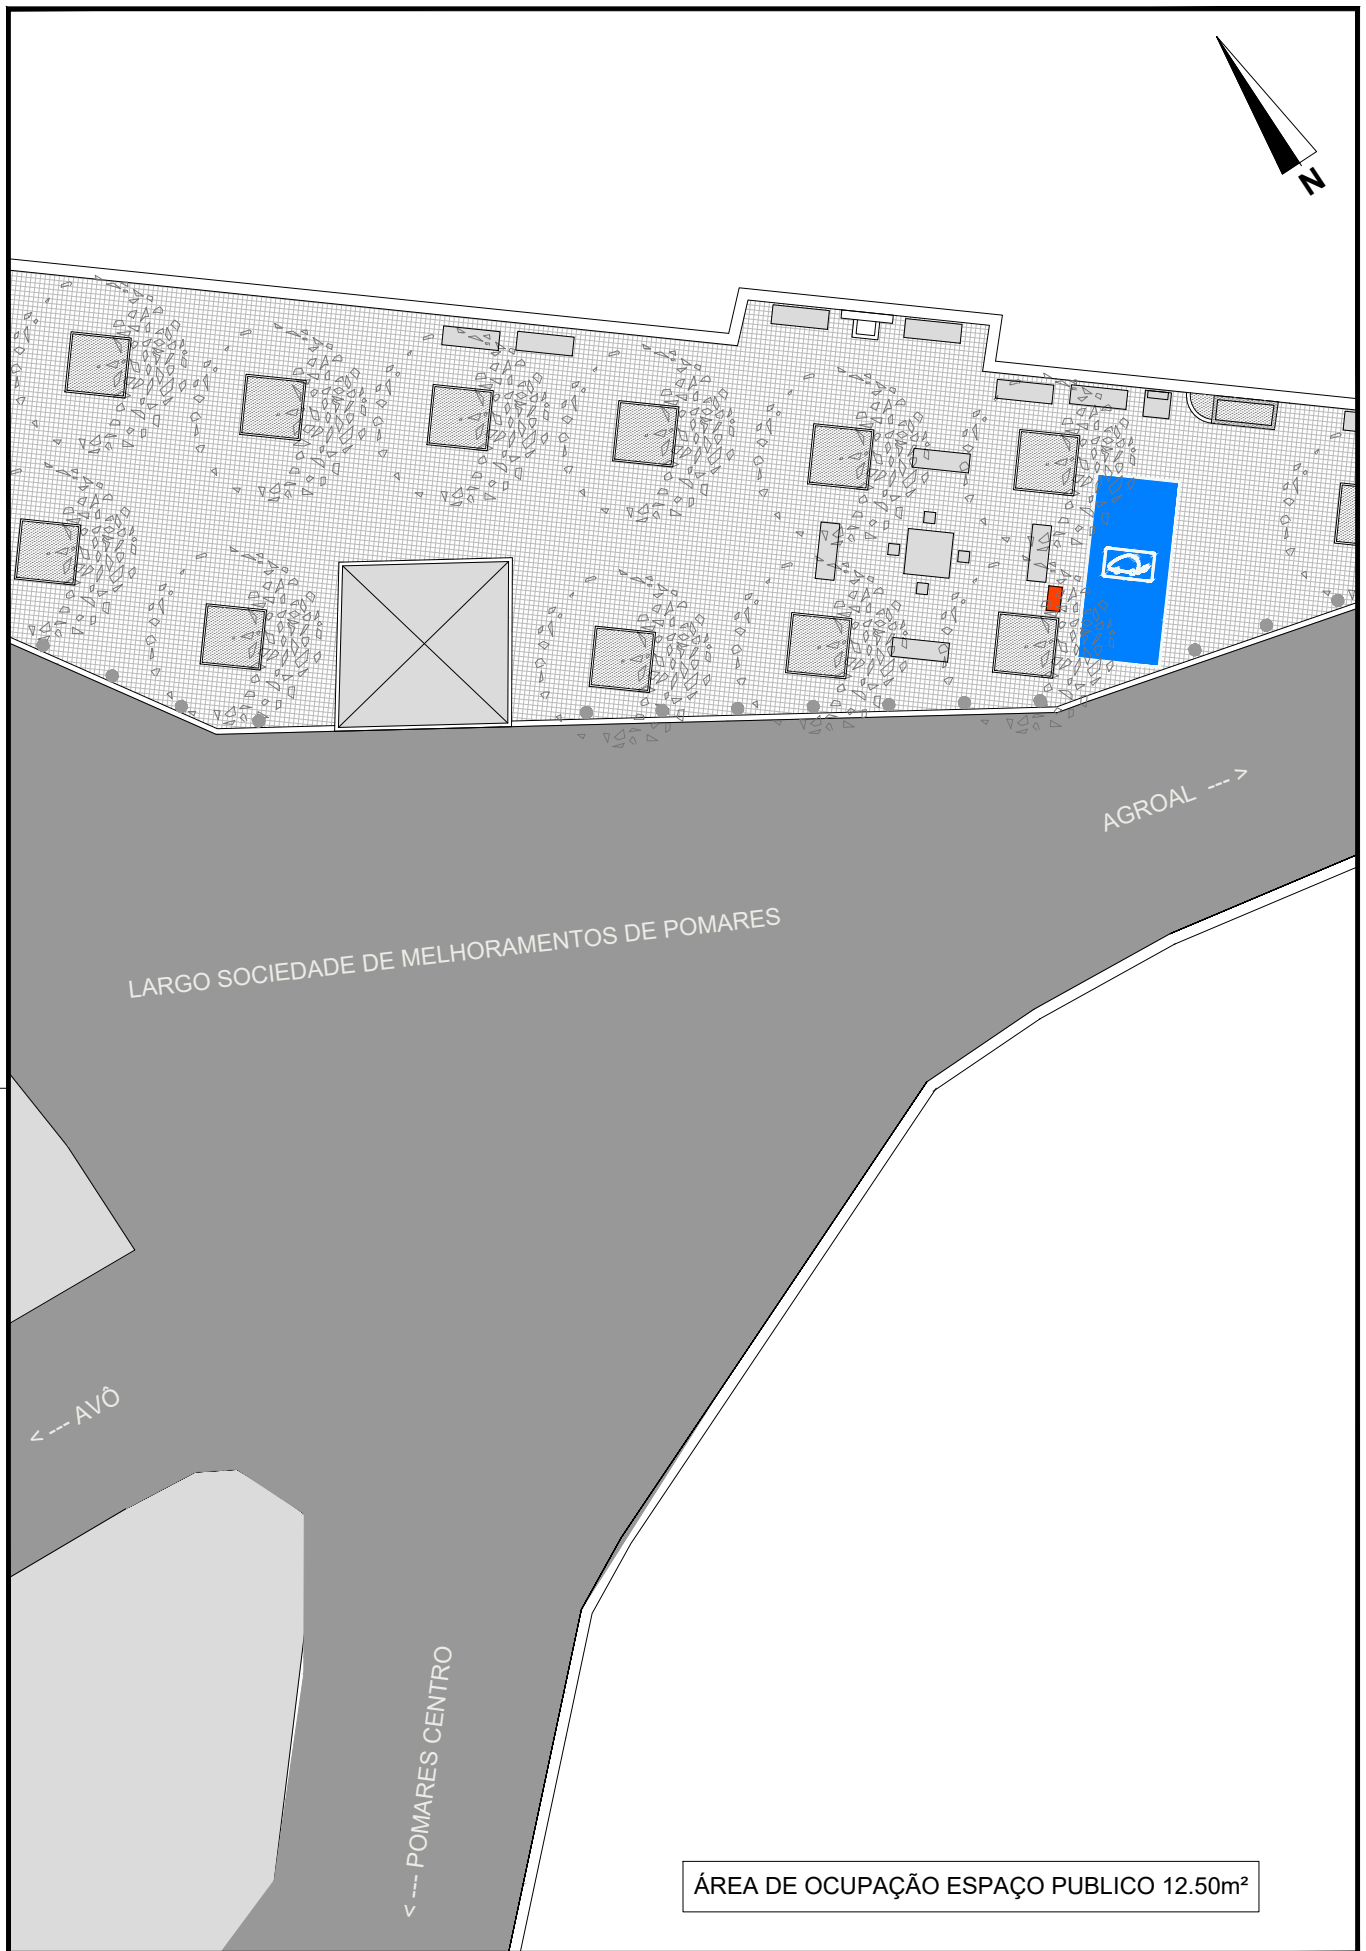 N
AGROAL --- >
LARGO SOCIEDADE DE MELHORAMENTOS DE POMARES
< --- AVÔ
< --- POMARES CENTRO
ÁREA DE OCUPAÇÃO ESPAÇO PUBLICO 12.50m²